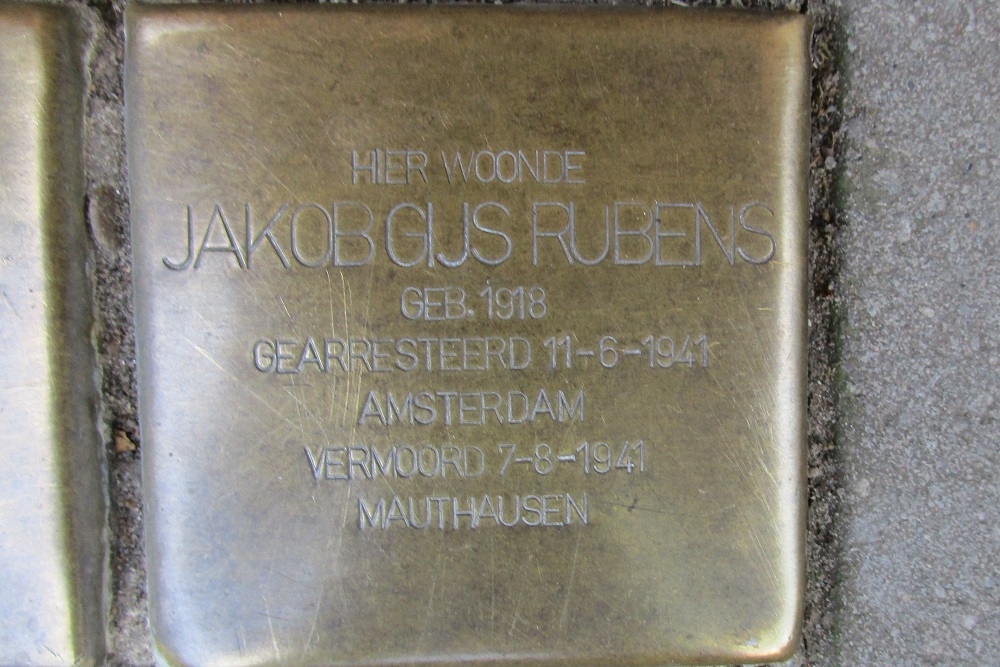 HIER WOONDE
JAKOB GIJS RUBENS
GEB. 1918
GEARRESTEERD 11-6-1941
AMSTERDAM
VERMOORD 7-8-1941
MAUTHAUSEN